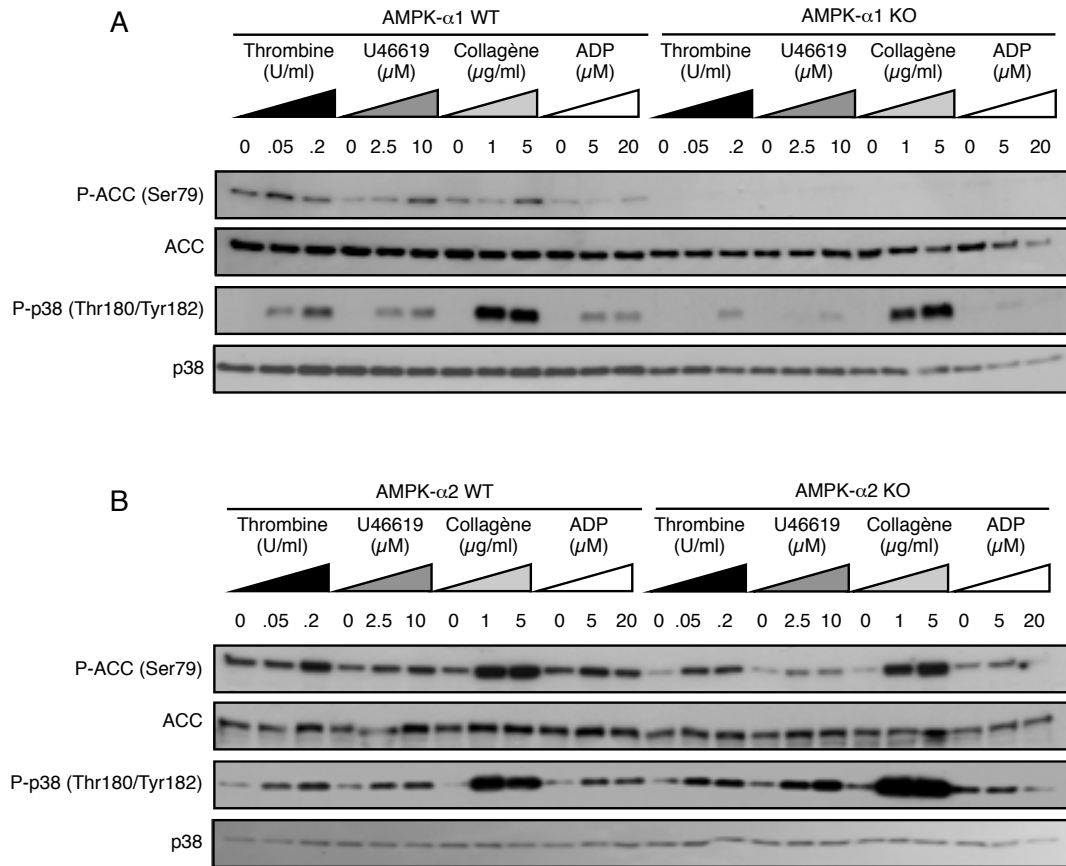 A
AMPK-α1 WT AMPK-α1 KO
Thrombine U46619 Collagène ADP Thrombine U46619 Collagène ADP
(U/ml) (µM) (µg/ml) (µM) (U/ml) (µM) (µg/ml) (µM)
0 .05 .2 0 2.5 10 0 1 5 0 5 20 0 .05 .2 0 2.5 10 0 1 5 0 5 20
P-ACC (Ser79)
ACC
P-p38 (Thr180/Tyr182)
p38
B
AMPK-α2 WT AMPK-α2 KO
Thrombine U46619 Collagène ADP Thrombine U46619 Collagène ADP
(U/ml) (µM) (µg/ml) (µM) (U/ml) (µM) (µg/ml) (µM)
0 .05 .2 0 2.5 10 0 1 5 0 5 20 0 .05 .2 0 2.5 10 0 1 5 0 5 20
P-ACC (Ser79)
ACC
P-p38 (Thr180/Tyr182)
p38